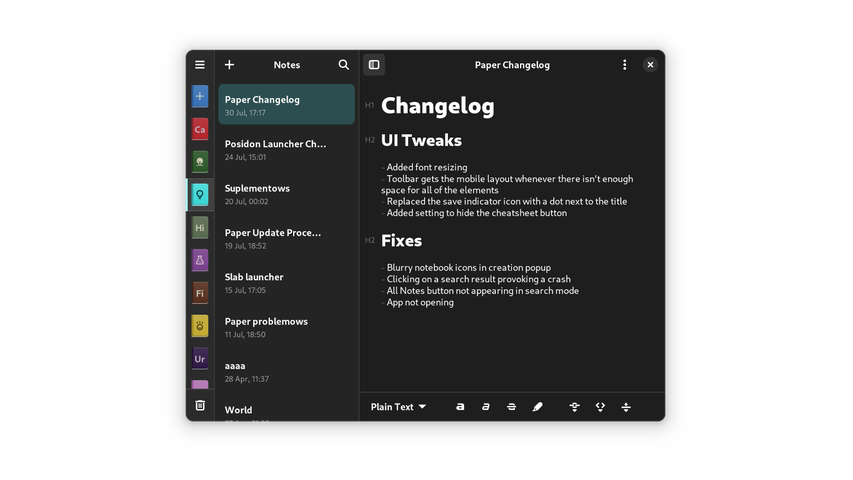 Notes
Paper Changelog
Ca
Hi
Fi
Ur
Paper Changelog
30 Jul, 17:17
Posidon Launcher Ch...
24 Jul, 15:01
Suplementows
20 Jul, 00:02
Paper Update Proce...
19 Jul, 18:52
Slab launcher
15 Jul, 17:05
Paper problemows
11 Jul, 18:50
aaaa
28 Apr, 11:37
World
H1 Changelog
H2 UI Tweaks
- Added font resizing
- Toolbar gets the mobile layout whenever there isn't enough
space for all of the elements
- Replaced the save indicator icon with a dot next to the title
- Added setting to hide the cheatsheet button
H2 Fixes
- Blurry notebook icons in creation popup
- Clicking on a search result provoking a crash
- All Notes button not appearing in search mode
- App not opening
Plain Text a a